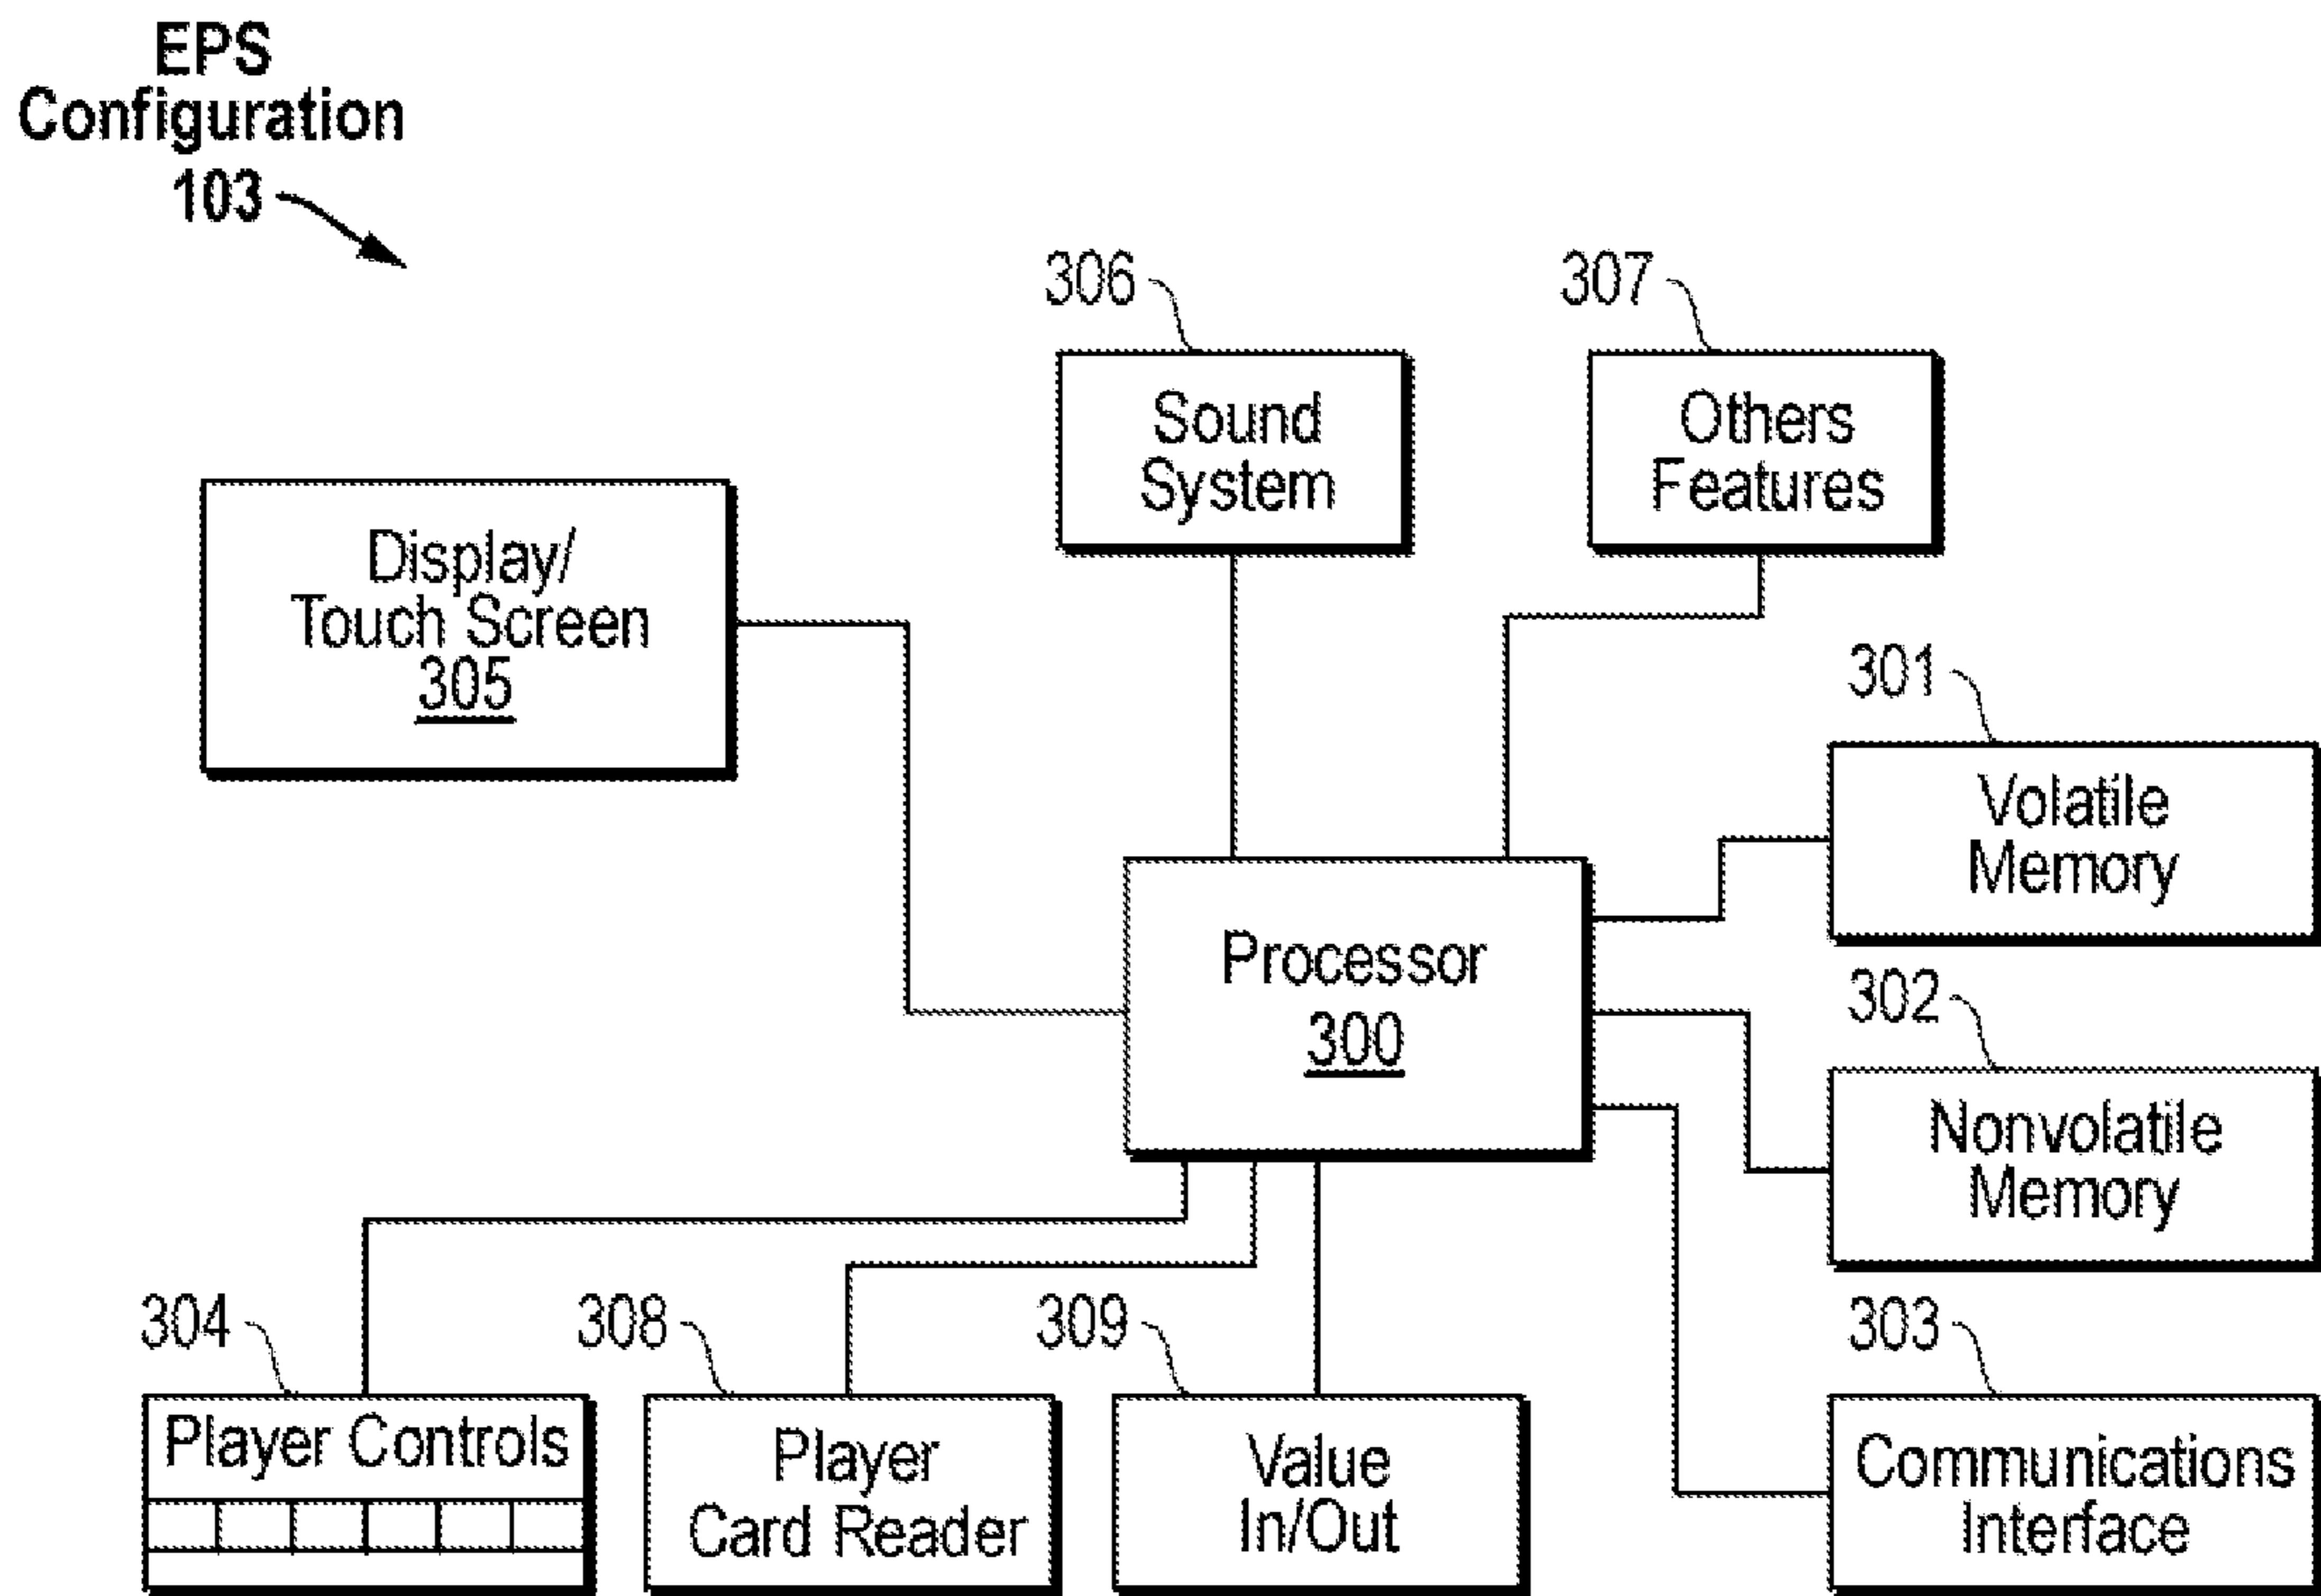 EPS
Configuration
103
306
307
Sound
System
Others
Features
Display/
Touch Screen
305
301
Volatile
Memory
Processor
300
302
Nonvolatile
Memory
304
308
309
303
Player Controls
Player
Card Reader
Value
In/Out
Communications
Interface